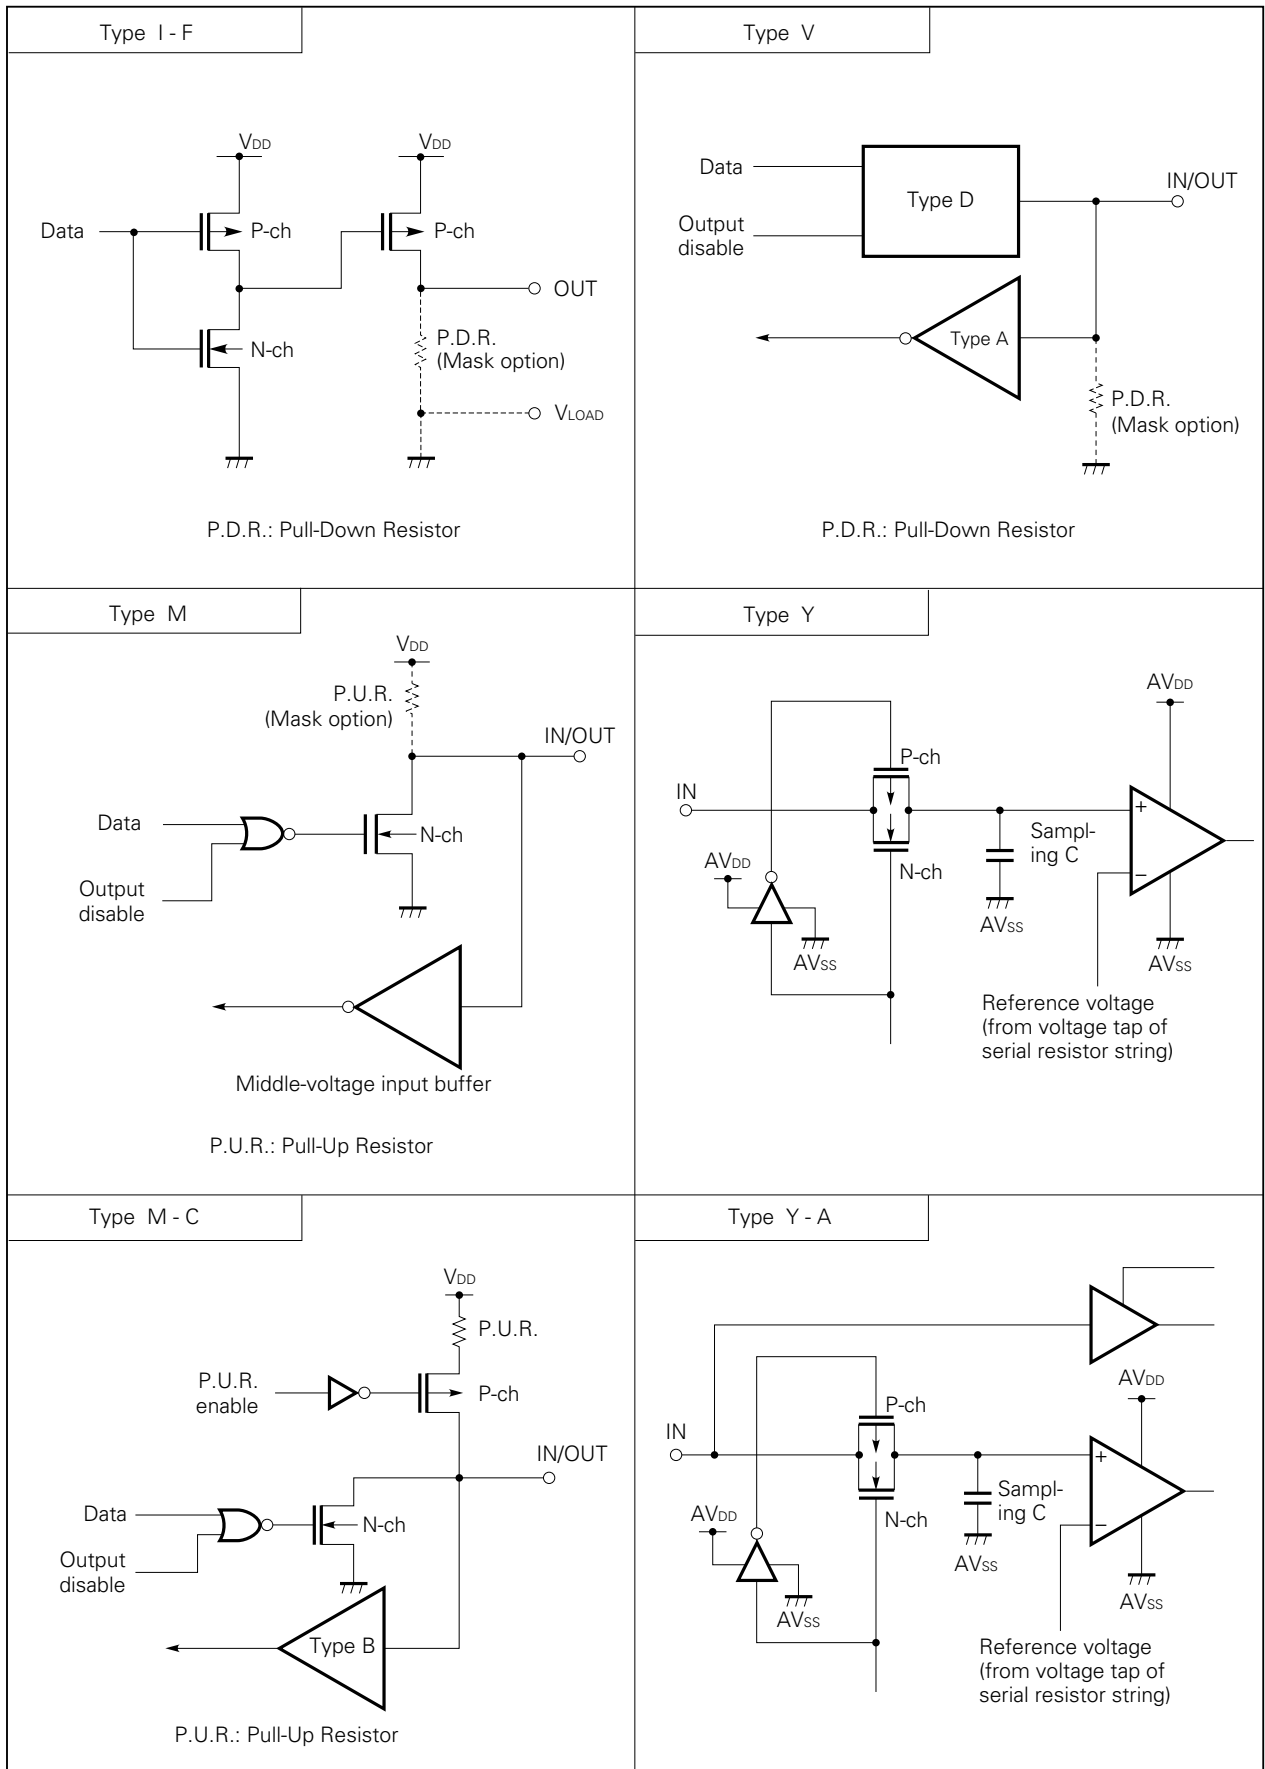 Type I - F
VDD
VDD
Data
P-ch
P-ch
OUT
N-ch
P.D.R.
(Mask option)
VLOAD
P.D.R.: Pull-Down Resistor
Type V
Data
Type D
IN/OUT
Output
disable
Type A
P.D.R.
(Mask option)
P.D.R.: Pull-Down Resistor
Type M
VDD
P.U.R.
(Mask option)
IN/OUT
Data
N-ch
Output
disable
Middle-voltage input buffer
P.U.R.: Pull-Up Resistor
Type Y
AVDD
P-ch
IN
+
Sampl-
ing C
AVDD
N-ch
−
AVSS
AVSS
AVSS
Reference voltage
(from voltage tap of
serial resistor string)
Type M - C
VDD
P.U.R.
P.U.R.
enable
P-ch
IN/OUT
Data
N-ch
Output
disable
Type B
P.U.R.: Pull-Up Resistor
Type Y - A
AVDD
P-ch
IN
+
Sampl-
ing C
AVDD
N-ch
−
AVSS
AVSS
AVSS
Reference voltage
(from voltage tap of
serial resistor string)